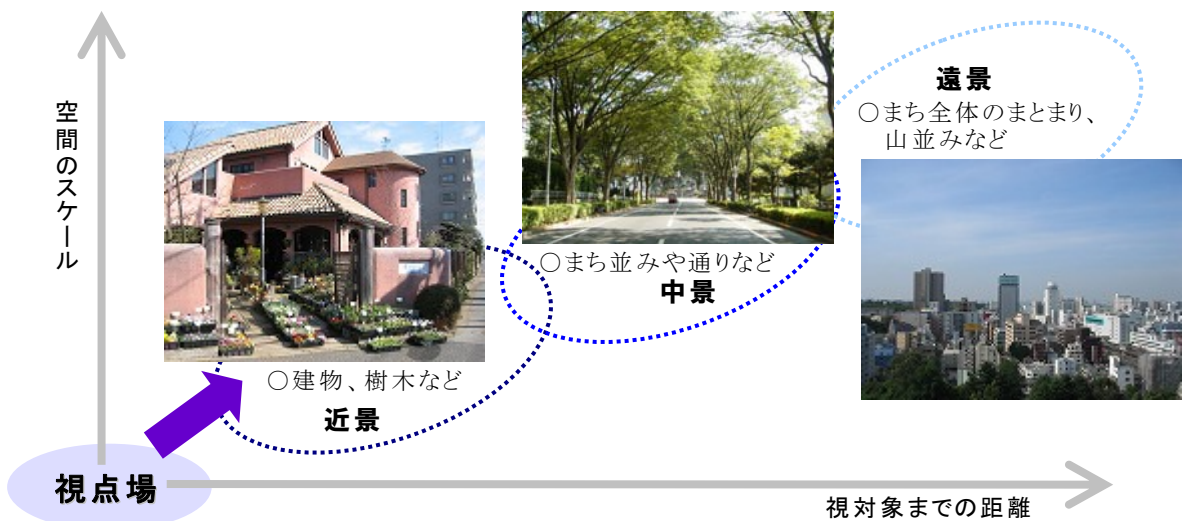 空間のスケール
遠景
○まち全体のまとまり、
山並みなど
○まち並みや通りなど
中景
○建物、樹木など
近景
視点場
視対象までの距離